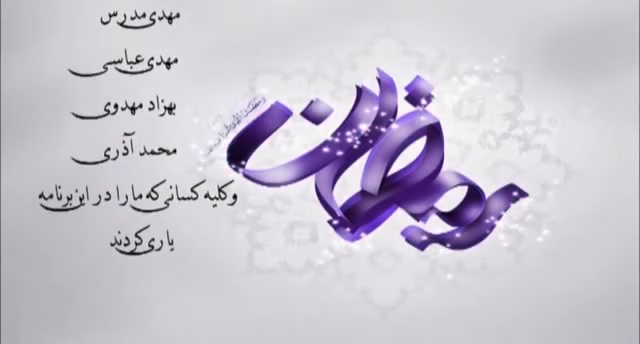 مهدی مدرس
مهدی عباسی
بهزاد مهدوی
محمد آذری
وکلیه کسانی که ما را در این برنامه
یاری کردند
رمضان